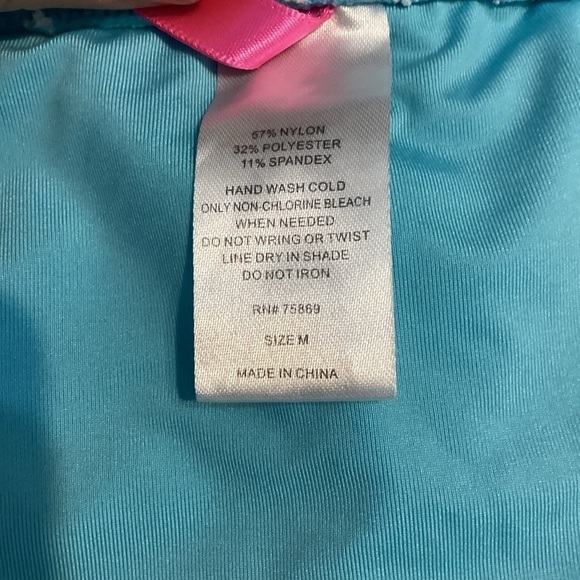 57% NYLON
32% POLYESTER
11% SPANDEX
HAND WASH COLD
ONLY NON-CHLORINE BLEACH
WHEN NEEDED
DO NOT WRING OR TWIST
LINE DRY IN SHADE
DO NOT IRON
RN# 75869
SIZE M
MADE IN CHINA